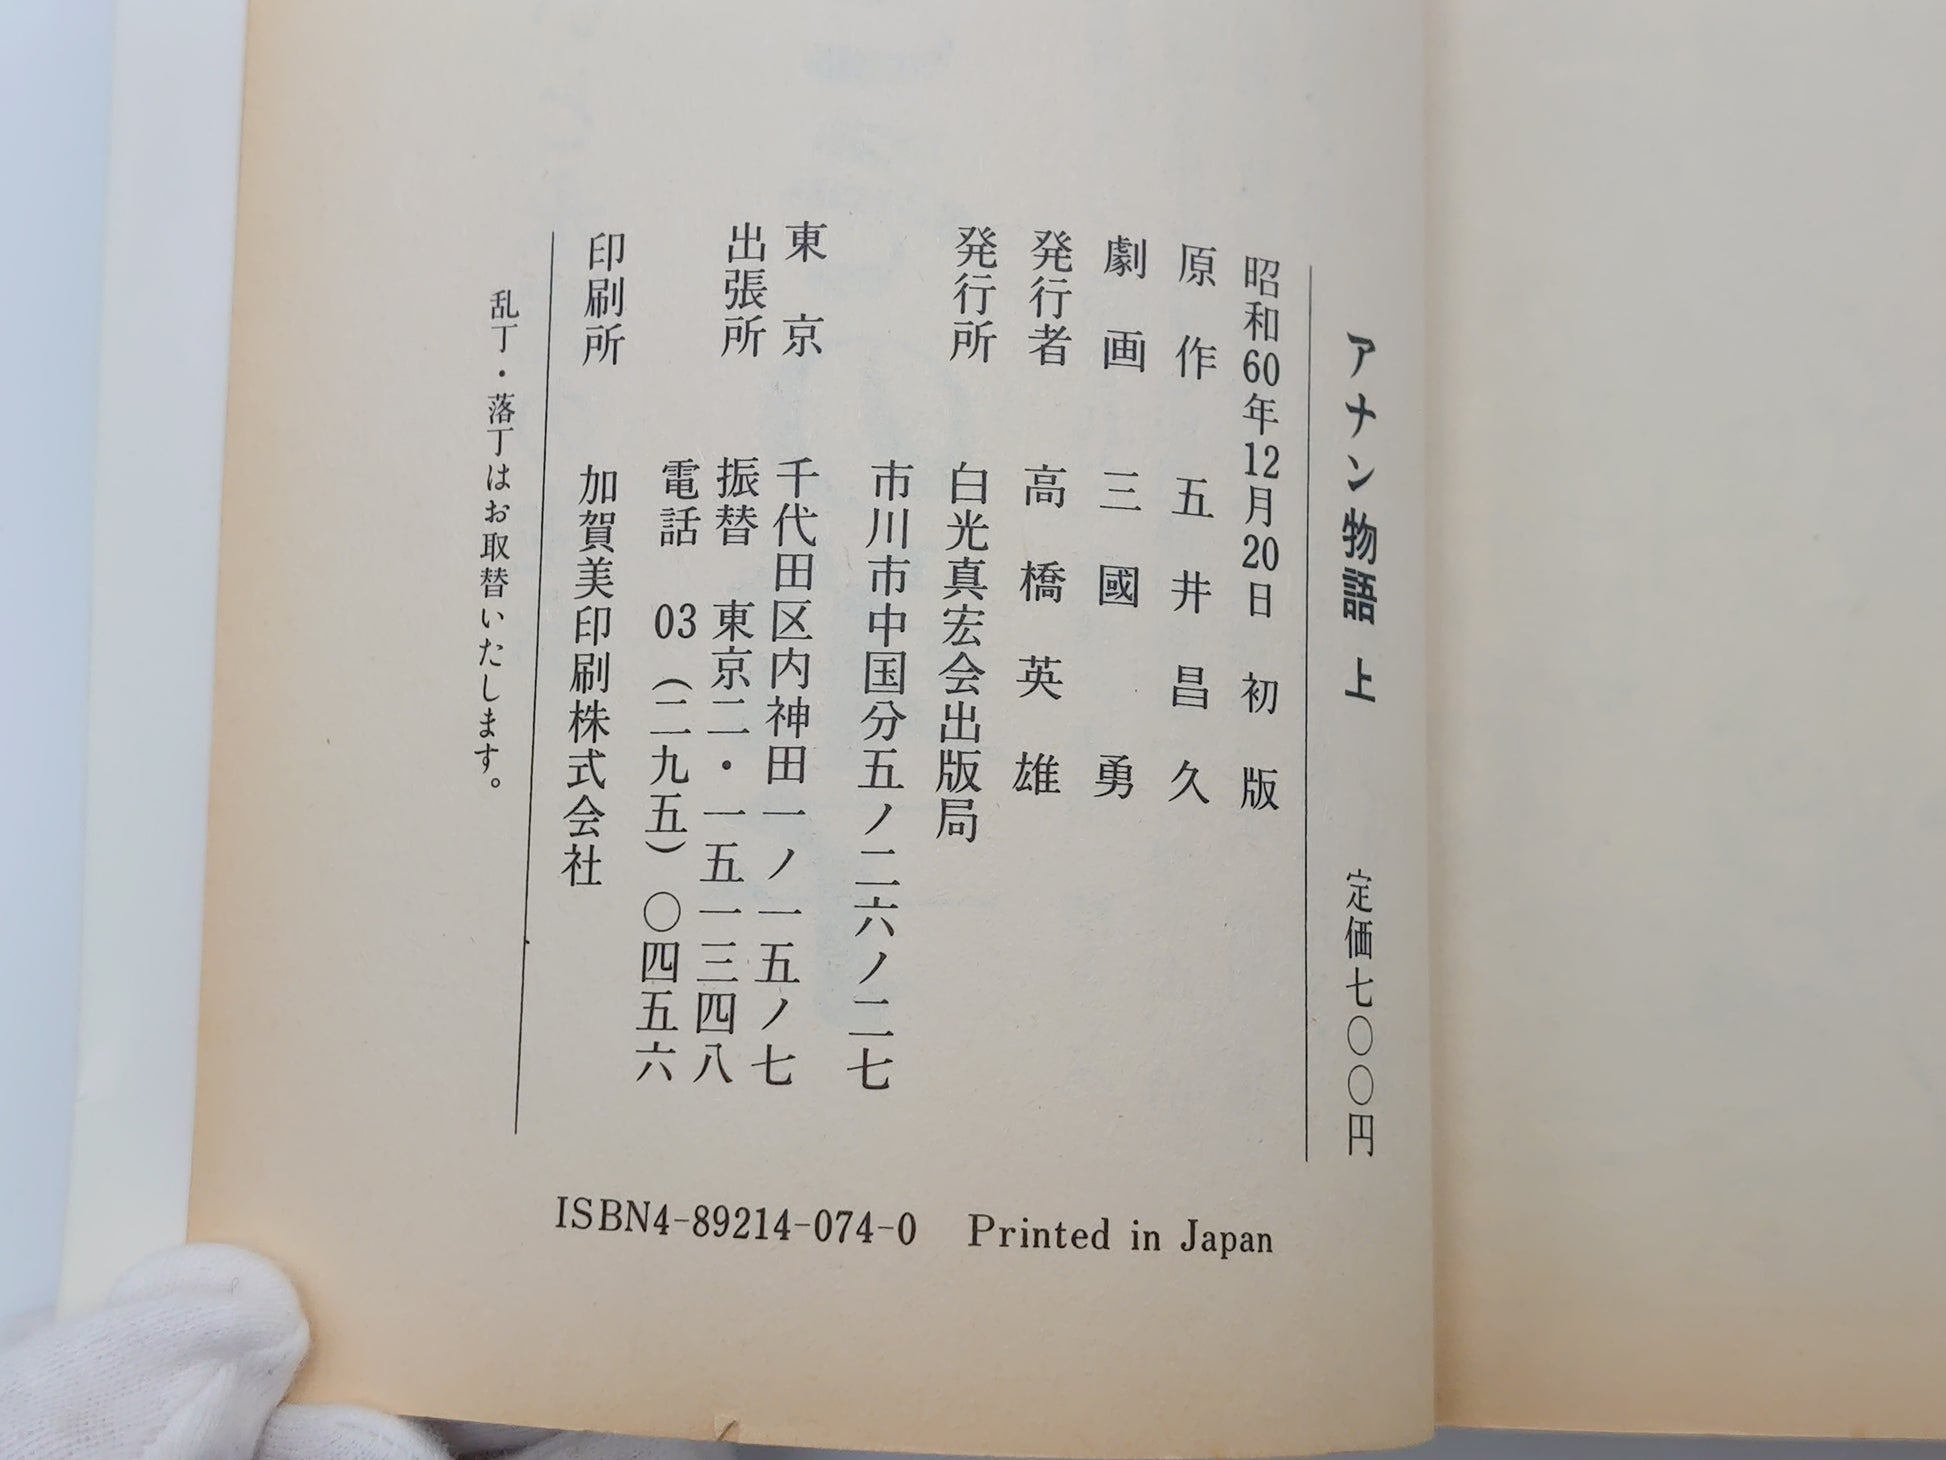 アナン物語 上 定価七〇〇円
昭和60年12月20日 初版
原作 五井昌久
劇画 三國勇
発行者 高橋英雄
発行所 白光真宏会出版局
市川市中国分五ノ二六ノ二七
東京 千代田区内神田一ノ一五ノ七
出張所 振替 東京二・一五一三四八
電話 03（二九五）〇四五六
印刷所 加賀美印刷株式会社
乱丁・落丁はお取替いたします。
ISBN4-89214-074-0 Printed in Japan